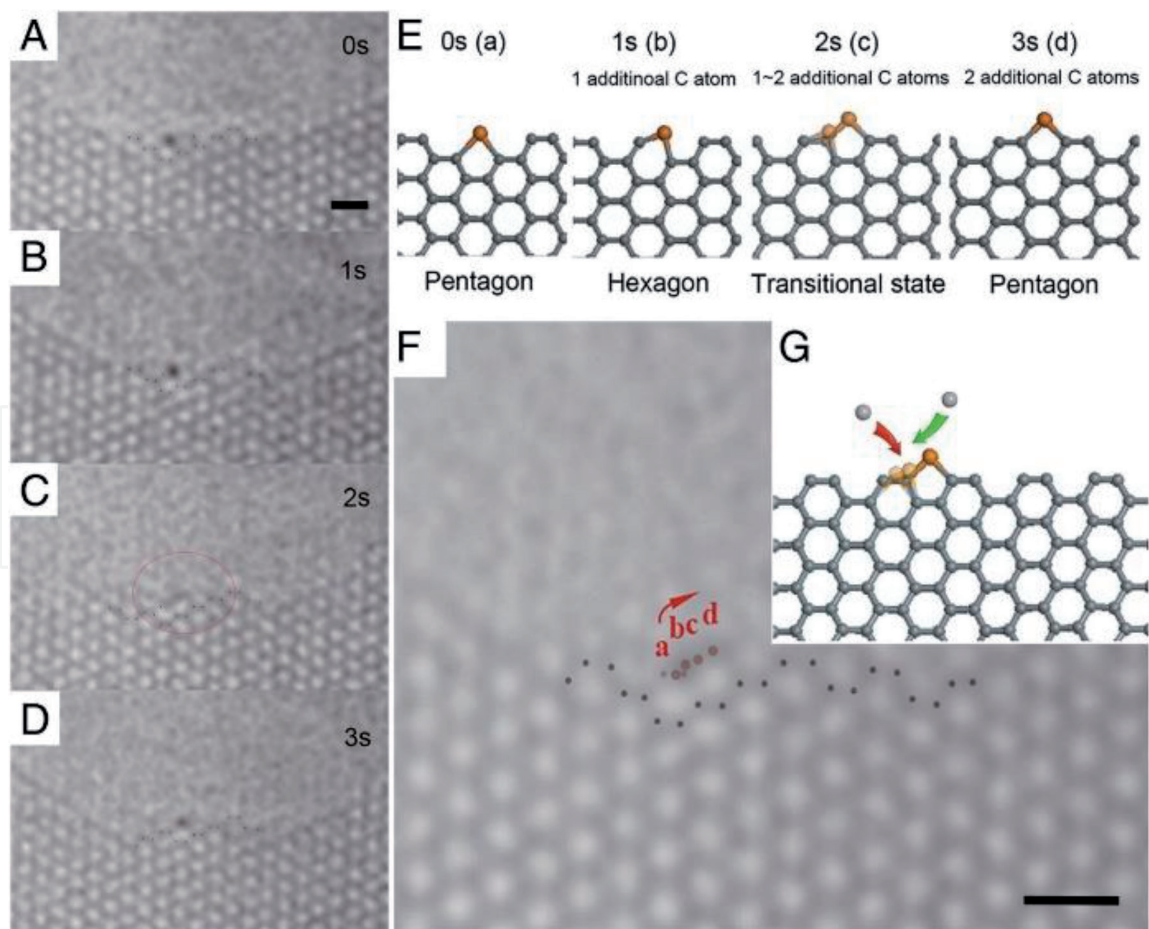 A
0s
B
1s
C
2s
D
3s
E
0s (a)
1s (b)
2s (c)
3s (d)
1 additinoal C atom
1~2 additional C atoms
2 additional C atoms
Pentagon
Hexagon
Transitional state
Pentagon
F
a
b
c
d
G